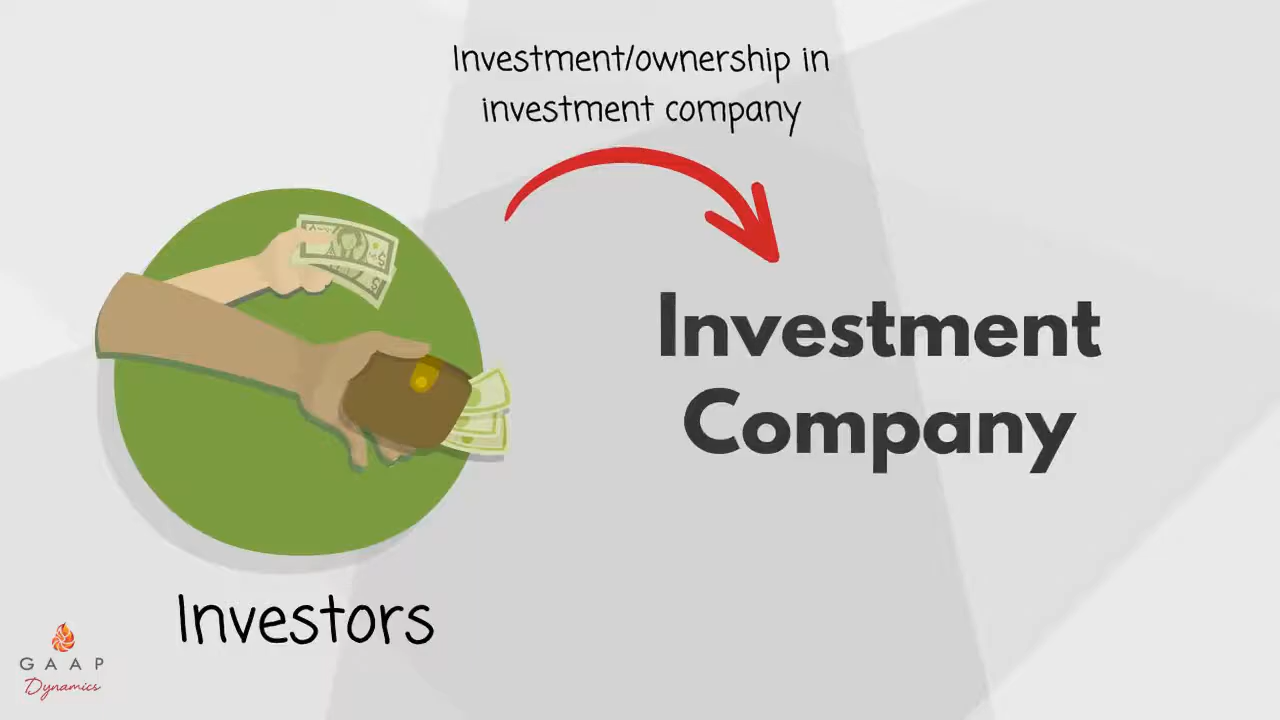 Investment/ownership in
investment company
Investment
Company
Investors
GAAP
Dynamics